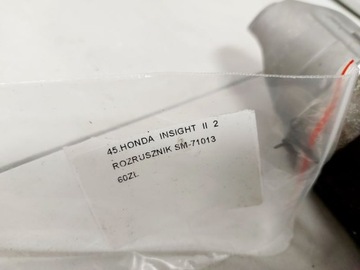 45.HONDA INSIGHT II 2
ROZRUSZNIK SM-71013
60ZŁ